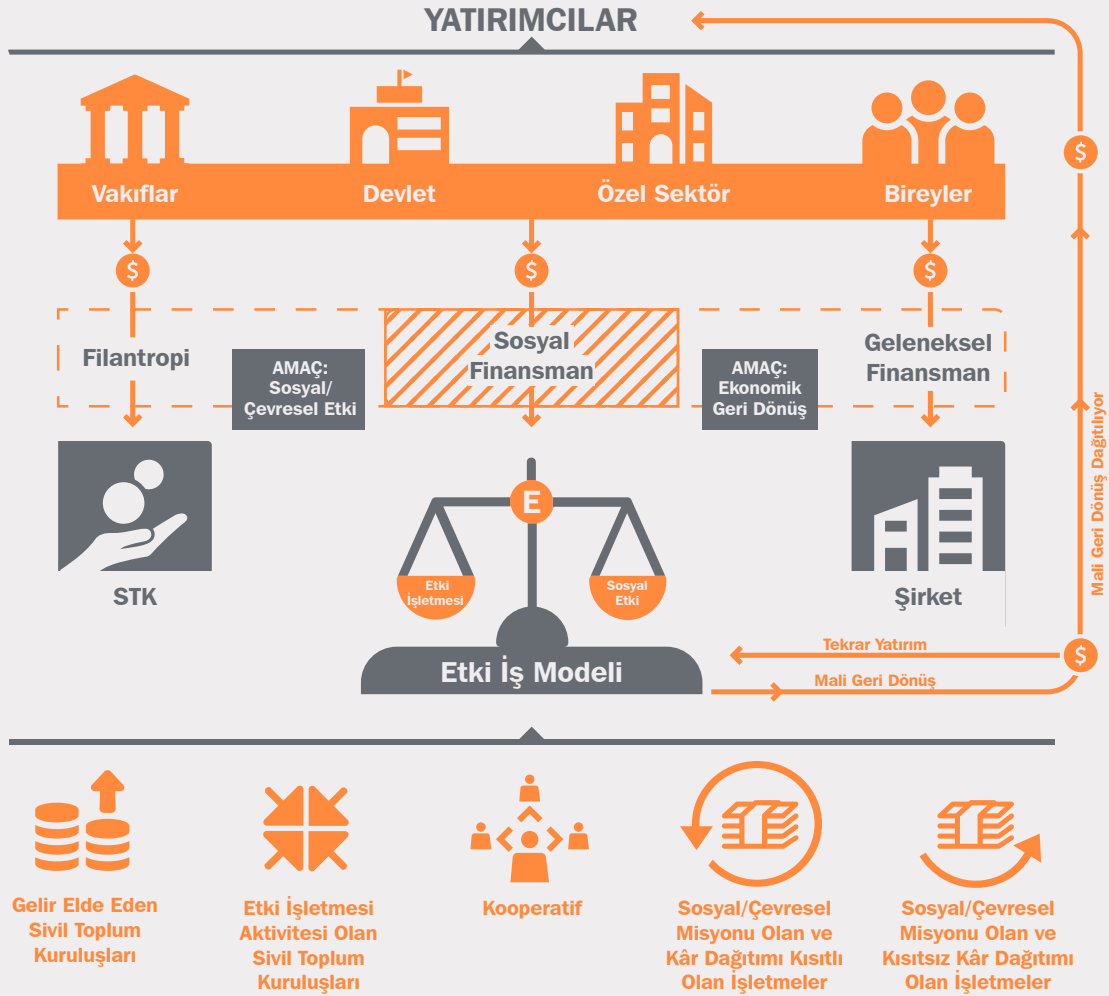 YATIRIMCILAR
Vakıflar
Devlet
Özel Sektör
Bireyler
$
$
$
$
Filantropi
AMAÇ:
Sosyal/
Çevresel Etki
Sosyal
Finansman
AMAÇ:
Ekonomik
Geri Dönüş
Geleneksel
Finansman
STK
E
Etki
İşletmesi
Sosyal
Etki
Etki İş Modeli
Şirket
Mali Geri Dönüş Dağıtılıyor
Tekrar Yatırım
$
Mali Geri Dönüş
Gelir Elde Eden
Sivil Toplum
Kuruluşları
Etki İşletmesi
Aktivitesi Olan
Sivil Toplum
Kuruluşları
Kooperatif
Sosyal/Çevresel
Misyonu Olan ve
Kâr Dağıtımı Kısıtlı
Olan İşletmeler
Sosyal/Çevresel
Misyonu Olan ve
Kısıtsız Kâr Dağıtımı
Olan İşletmeler